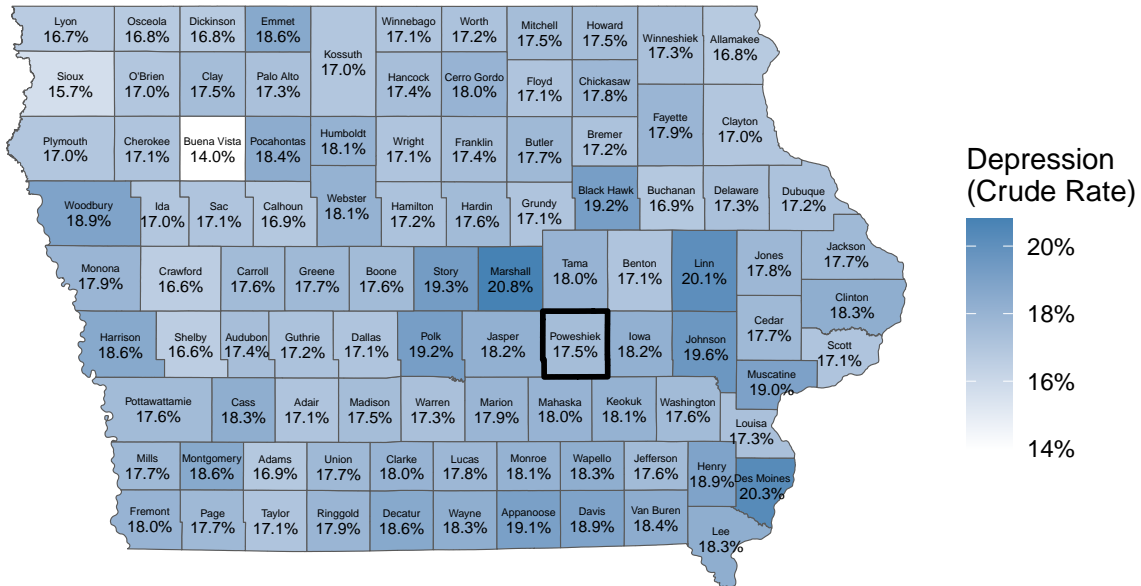 Lyon
16.7%
Osceola
16.8%
Dickinson
16.8%
Emmet
18.6%
Kossuth
17.0%
Winnebago
17.1%
Worth
17.2%
Mitchell
17.5%
Howard
17.5%
Winneshiek
17.3%
Allamakee
16.8%
Sioux
15.7%
O'Brien
17.0%
Clay
17.5%
Palo Alto
17.3%
Hancock
17.4%
Cerro Gordo
18.0%
Floyd
17.1%
Chickasaw
17.8%
Fayette
17.9%
Clayton
17.0%
Plymouth
17.0%
Cherokee
17.1%
Buena Vista
14.0%
Pocahontas
18.4%
Humboldt
18.1%
Wright
17.1%
Franklin
17.4%
Butler
17.7%
Bremer
17.2%
Woodbury
18.9%
Ida
17.0%
Sac
17.1%
Calhoun
16.9%
Webster
18.1%
Hamilton
17.2%
Hardin
17.6%
Grundy
17.1%
Black Hawk
19.2%
Buchanan
16.9%
Delaware
17.3%
Dubuque
17.2%
Monona
17.9%
Crawford
16.6%
Carroll
17.6%
Greene
17.7%
Boone
17.6%
Story
19.3%
Marshall
20.8%
Tama
18.0%
Benton
17.1%
Linn
20.1%
Jones
17.8%
Jackson
17.7%
Clinton
18.3%
Harrison
18.6%
Shelby
16.6%
Audubon
17.4%
Guthrie
17.2%
Dallas
17.1%
Polk
19.2%
Jasper
18.2%
Poweshiek
17.5%
Iowa
18.2%
Johnson
19.6%
Cedar
17.7%
Scott
17.1%
Muscatine
19.0%
Pottawattamie
17.6%
Cass
18.3%
Adair
17.1%
Madison
17.5%
Warren
17.3%
Marion
17.9%
Mahaska
18.0%
Keokuk
18.1%
Washington
17.6%
Louisa
17.3%
Mills
17.7%
Montgomery
18.6%
Adams
16.9%
Union
17.7%
Clarke
18.0%
Lucas
17.8%
Monroe
18.1%
Wapello
18.3%
Jefferson
17.6%
Henry
18.9%
Des Moines
20.3%
Fremont
18.0%
Page
17.7%
Taylor
17.1%
Ringgold
17.9%
Decatur
18.6%
Wayne
18.3%
Appanoose
19.1%
Davis
18.9%
Van Buren
18.4%
Lee
18.3%
Depression
(Crude Rate)
20%
18%
16%
14%